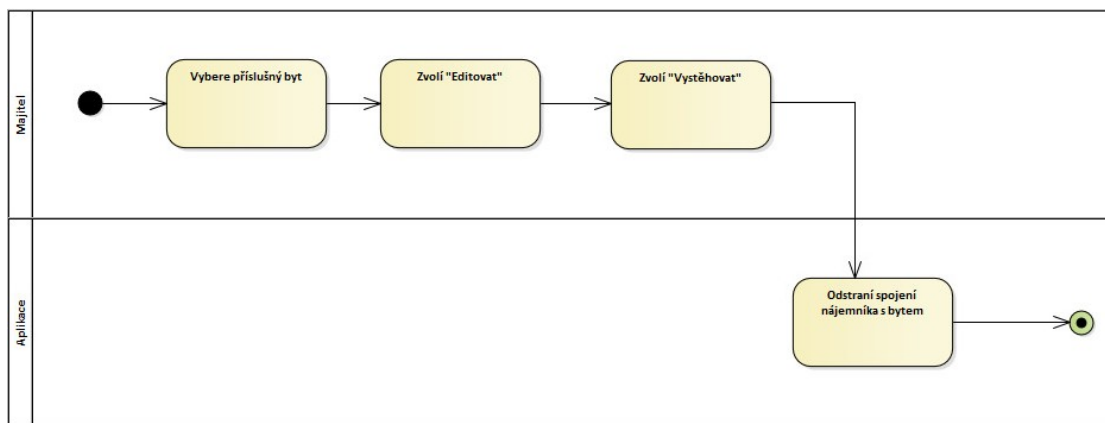 Majitel
Vybere příslušný byt
Zvolí "Editovat"
Zvolí "Vystěhovat"
Aplikace
Odstraní spojení
nájemníka s bytem